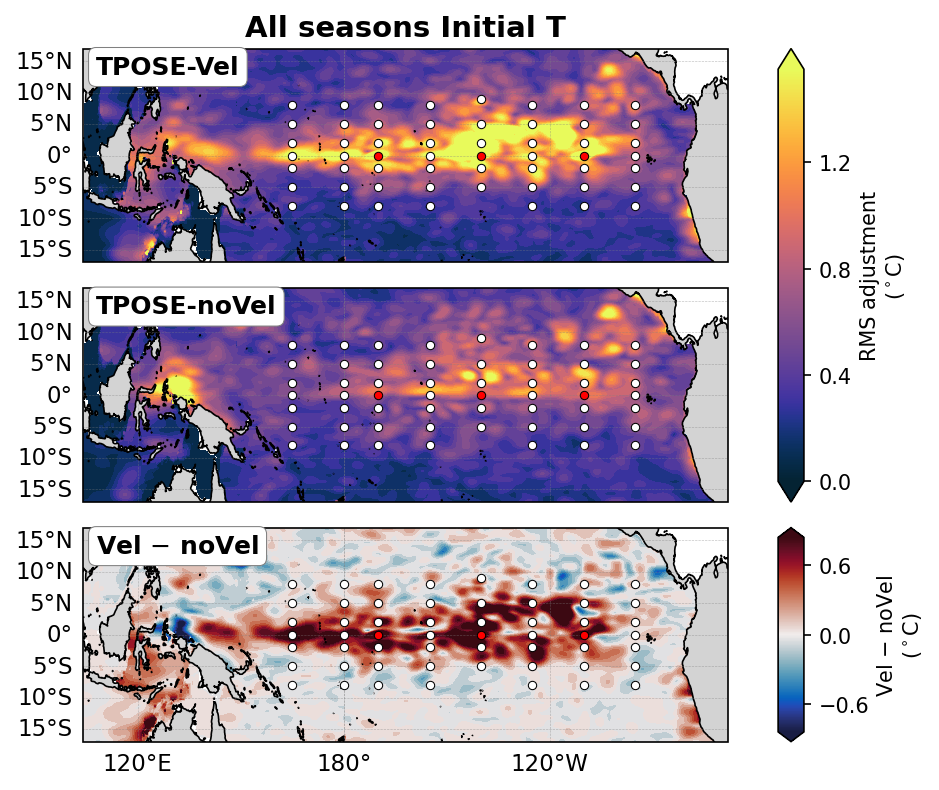 All seasons Initial T
TPOSE-Vel
15°N
10°N
5°N
0°
5°S
10°S
15°S
TPOSE-noVel
15°N
10°N
5°N
0°
5°S
10°S
15°S
Vel − noVel
15°N
10°N
5°N
0°
5°S
10°S
15°S
120°E
180°
120°W
1.2
0.8
0.4
0.0
RMS adjustment
(°C)
0.6
0.0
−0.6
Vel − noVel
(°C)